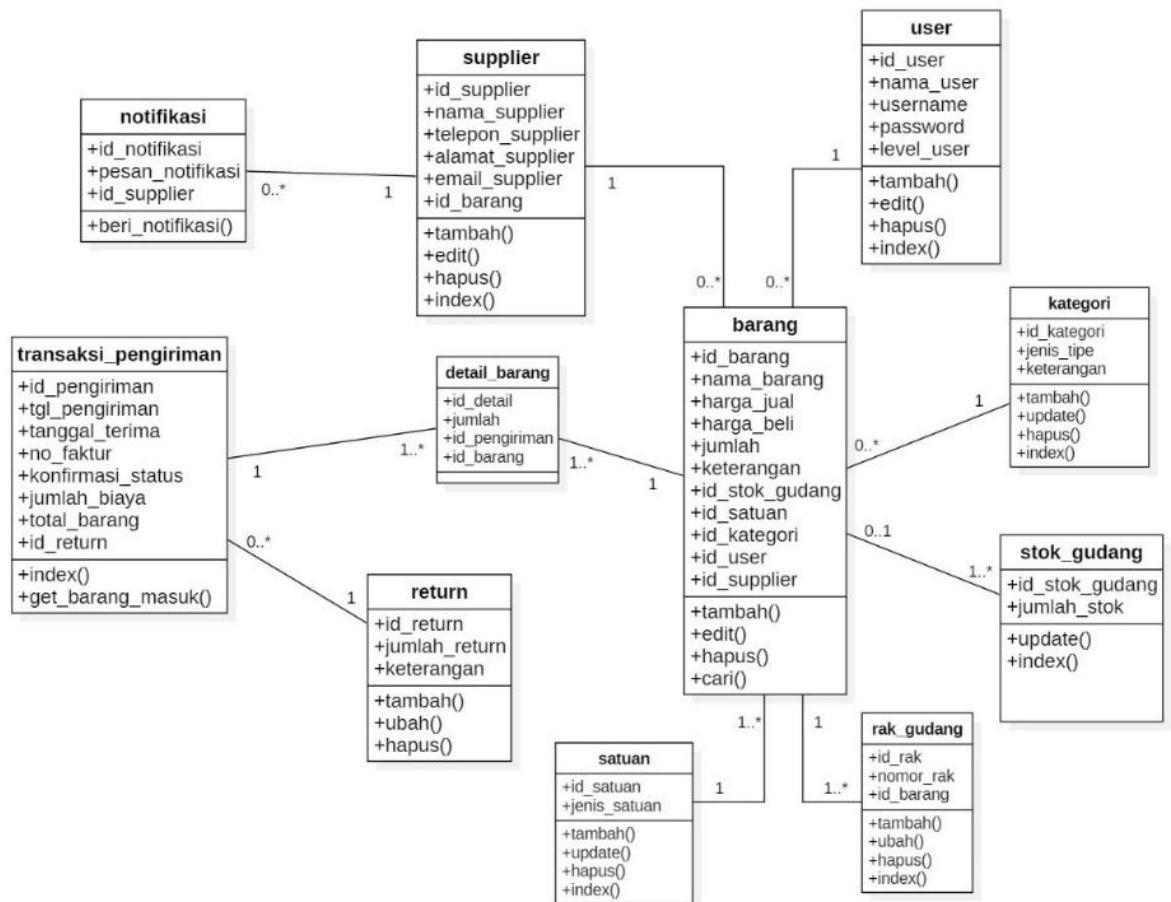 notifikasi
+id_notifikasi
+pesan_notifikasi
+id_supplier
+beri_notifikasi()
0..*
1
supplier
+id_supplier
+nama_supplier
+telepon_supplier
+alamat_supplier
+email_supplier
+id_barang
+tambah()
+edit()
+hapus()
+index()
1
0..*
user
+id_user
+nama_user
+username
+password
+level_user
+tambah()
+edit()
+hapus()
+index()
1
0..*
transaksi_pengiriman
+id_pengiriman
+tgl_pengiriman
+tanggal_terima
+no_faktur
+konfirmasi_status
+jumlah_biaya
+total_barang
+id_return
+index()
+get_barang_masuk()
1
1..*
0..*
1
detail_barang
+id_detail
+jumlah
+id_pengiriman
+id_barang
1..*
1
return
+id_return
+jumlah_return
+keterangan
+tambah()
+ubah()
+hapus()
barang
+id_barang
+nama_barang
+harga_jual
+harga_beli
+jumlah
+keterangan
+id_stok_gudang
+id_satuan
+id_kategori
+id_user
+id_supplier
+tambah()
+edit()
+hapus()
+cari()
0..*
1
kategori
+id_kategori
+jenis_tipe
+keterangan
+tambah()
+update()
+hapus()
+index()
0..1
1..*
stok_gudang
+id_stok_gudang
+jumlah_stok
+update()
+index()
1..*
1
satuan
+id_satuan
+jenis_satuan
+tambah()
+update()
+hapus()
+index()
1
1..*
rak_gudang
+id_rak
+nomor_rak
+id_barang
+tambah()
+ubah()
+hapus()
+index()